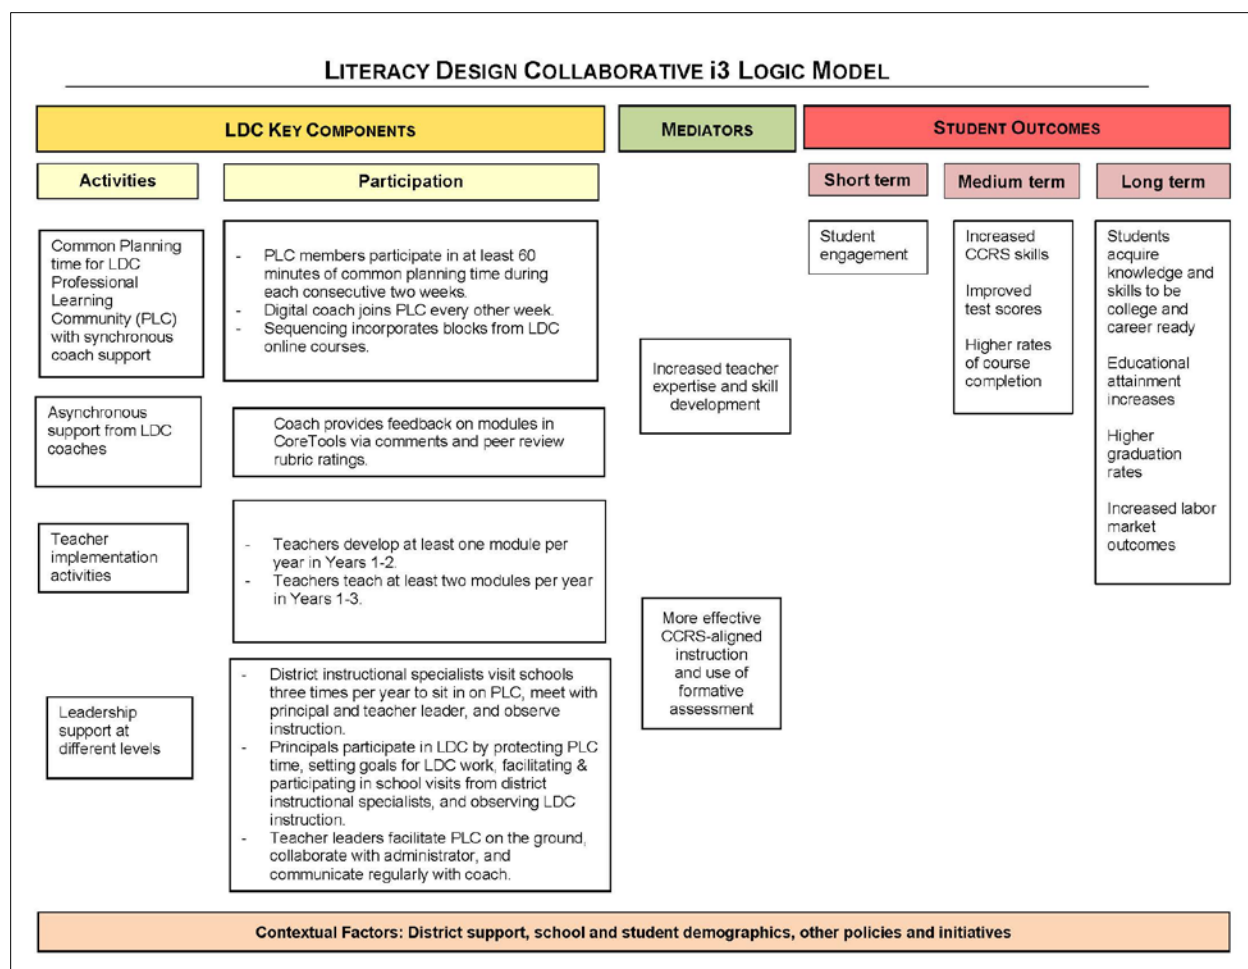 LITERACY DESIGN COLLABORATIVE i3 LOGIC MODEL
LDC KEY COMPONENTS
MEDIATORS
STUDENT OUTCOMES
Activities
Participation
Short term
Medium term
Long term
Common Planning
time for LDC
Professional
Learning
Community (PLC)
with synchronous
coach support
- PLC members participate in at least 60
minutes of common planning time during
each consecutive two weeks.
- Digital coach joins PLC every other week.
- Sequencing incorporates blocks from LDC
online courses.
Asynchronous
support from LDC
coaches
Coach provides feedback on modules in
CoreTools via comments and peer review
rubric ratings.
Teacher
implementation
activities
- Teachers develop at least one module per
year in Years 1-2.
- Teachers teach at least two modules per year
in Years 1-3.
Leadership
support at
different levels
- District instructional specialists visit schools
three times per year to sit in on PLC, meet with
principal and teacher leader, and observe
instruction.
- Principals participate in LDC by protecting PLC
time, setting goals for LDC work, facilitating &
participating in school visits from district
instructional specialists, and observing LDC
instruction.
- Teacher leaders facilitate PLC on the ground,
collaborate with administrator, and
communicate regularly with coach.
Increased teacher
expertise and skill
development
More effective
CCRS-aligned
instruction
and use of
formative
assessment
Student
engagement
Increased
CCRS skills
Improved
test scores
Higher rates
of course
completion
Students
acquire
knowledge and
skills to be
college and
career ready
Educational
attainment
increases
Higher
graduation
rates
Increased labor
market
outcomes
Contextual Factors: District support, school and student demographics, other policies and initiatives